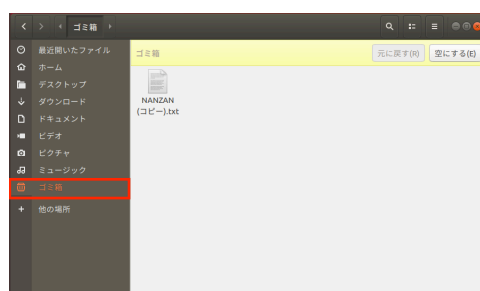 ゴミ箱
最近開いたファイル
ホーム
デスクトップ
ダウンロード
ドキュメント
ビデオ
ピクチャ
ミュージック
ゴミ箱
他の場所
ゴミ箱
元に戻す(R) 空にする(E)
NANZAN
(コピー).txt